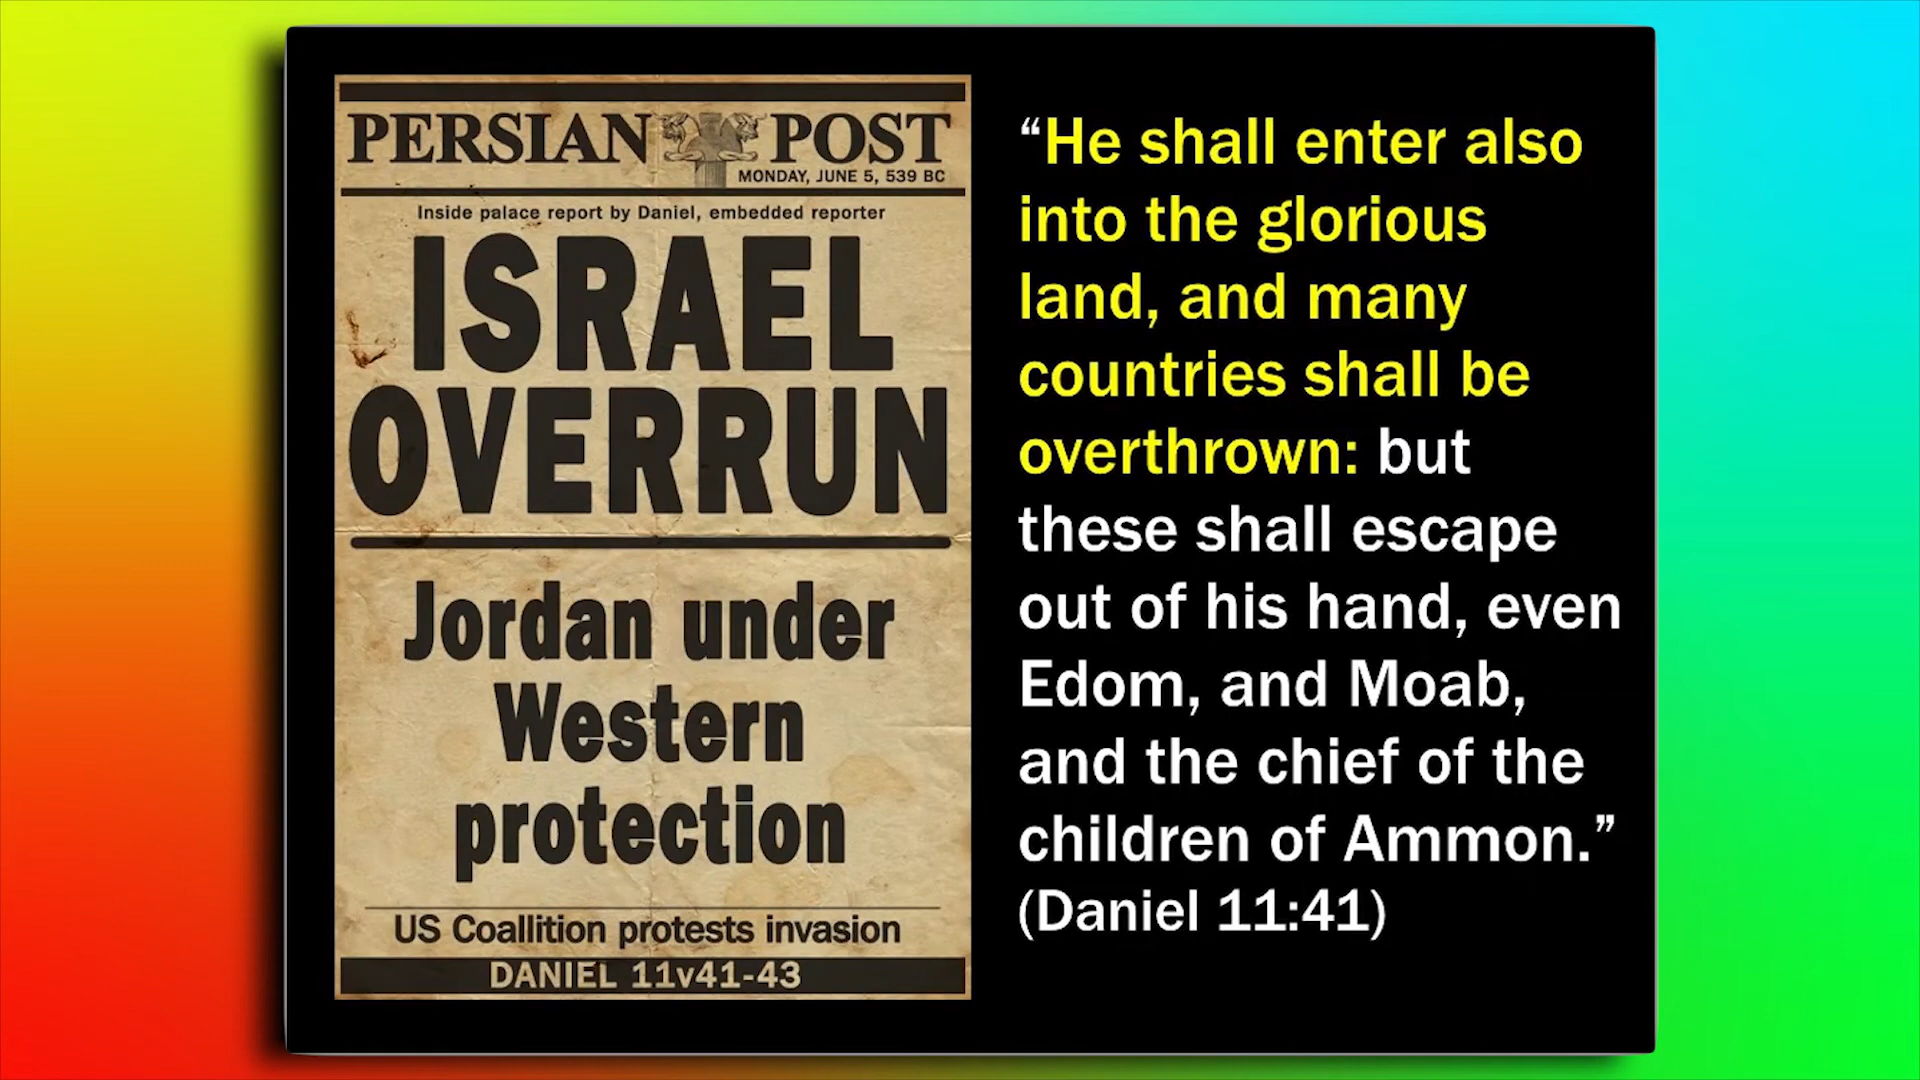 PERSIAN POST
MONDAY, JUNE 5, 539 BC
Inside palace report by Daniel, embedded reporter
ISRAEL
OVERRUN
Jordan under
Western
protection
US Coallition protests invasion
DANIEL 11v41-43
“He shall enter also
into the glorious
land, and many
countries shall be
overthrown: but
these shall escape
out of his hand, even
Edom, and Moab,
and the chief of the
children of Ammon.”
(Daniel 11:41)